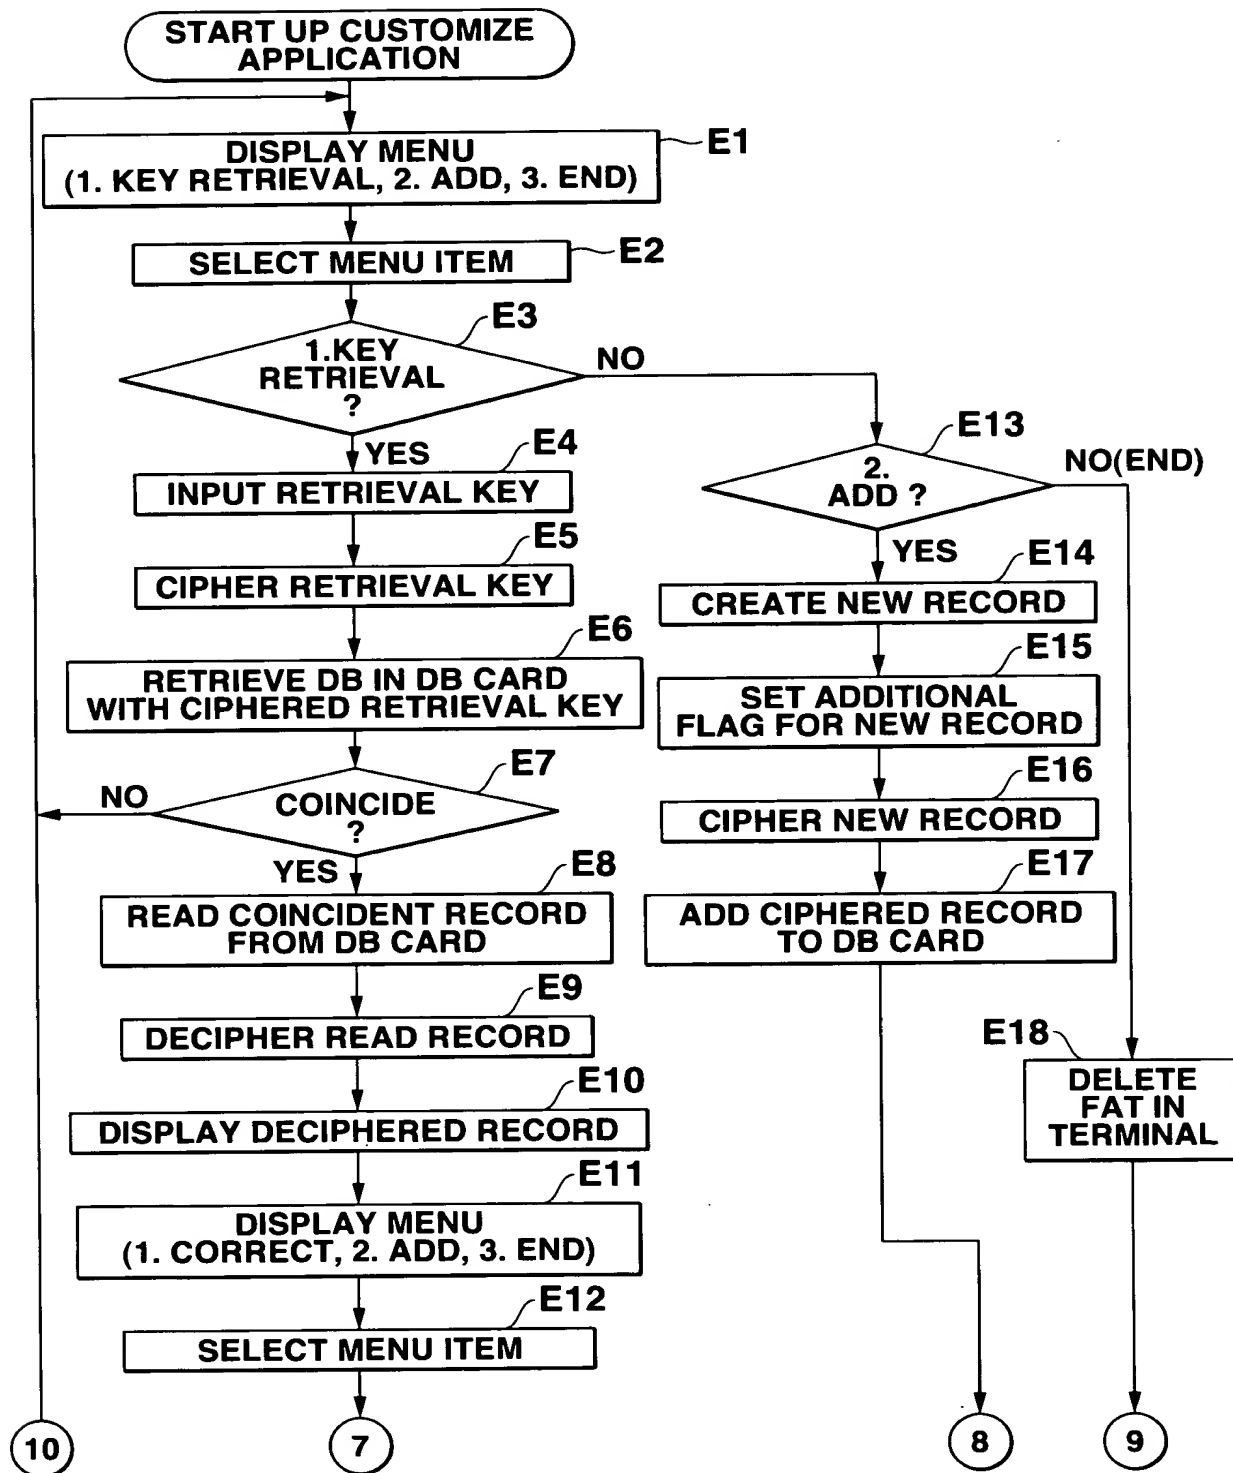 START UP CUSTOMIZE
APPLICATION
DISPLAY MENU
(1. KEY RETRIEVAL, 2. ADD, 3. END)
E1
SELECT MENU ITEM
E2
1.KEY
RETRIEVAL
?
E3
NO
YES
INPUT RETRIEVAL KEY
E4
CIPHER RETRIEVAL KEY
E5
RETRIEVE DB IN DB CARD
WITH CIPHERED RETRIEVAL KEY
E6
COINCIDE
?
E7
NO
YES
READ COINCIDENT RECORD
FROM DB CARD
E8
DECIPHER READ RECORD
E9
DISPLAY DECIPHERED RECORD
E10
DISPLAY MENU
(1. CORRECT, 2. ADD, 3. END)
E11
SELECT MENU ITEM
E12
2.
ADD ?
E13
NO(END)
YES
CREATE NEW RECORD
E14
SET ADDITIONAL
FLAG FOR NEW RECORD
E15
CIPHER NEW RECORD
E16
ADD CIPHERED RECORD
TO DB CARD
E17
E18
DELETE
FAT IN
TERMINAL
10
7
8
9